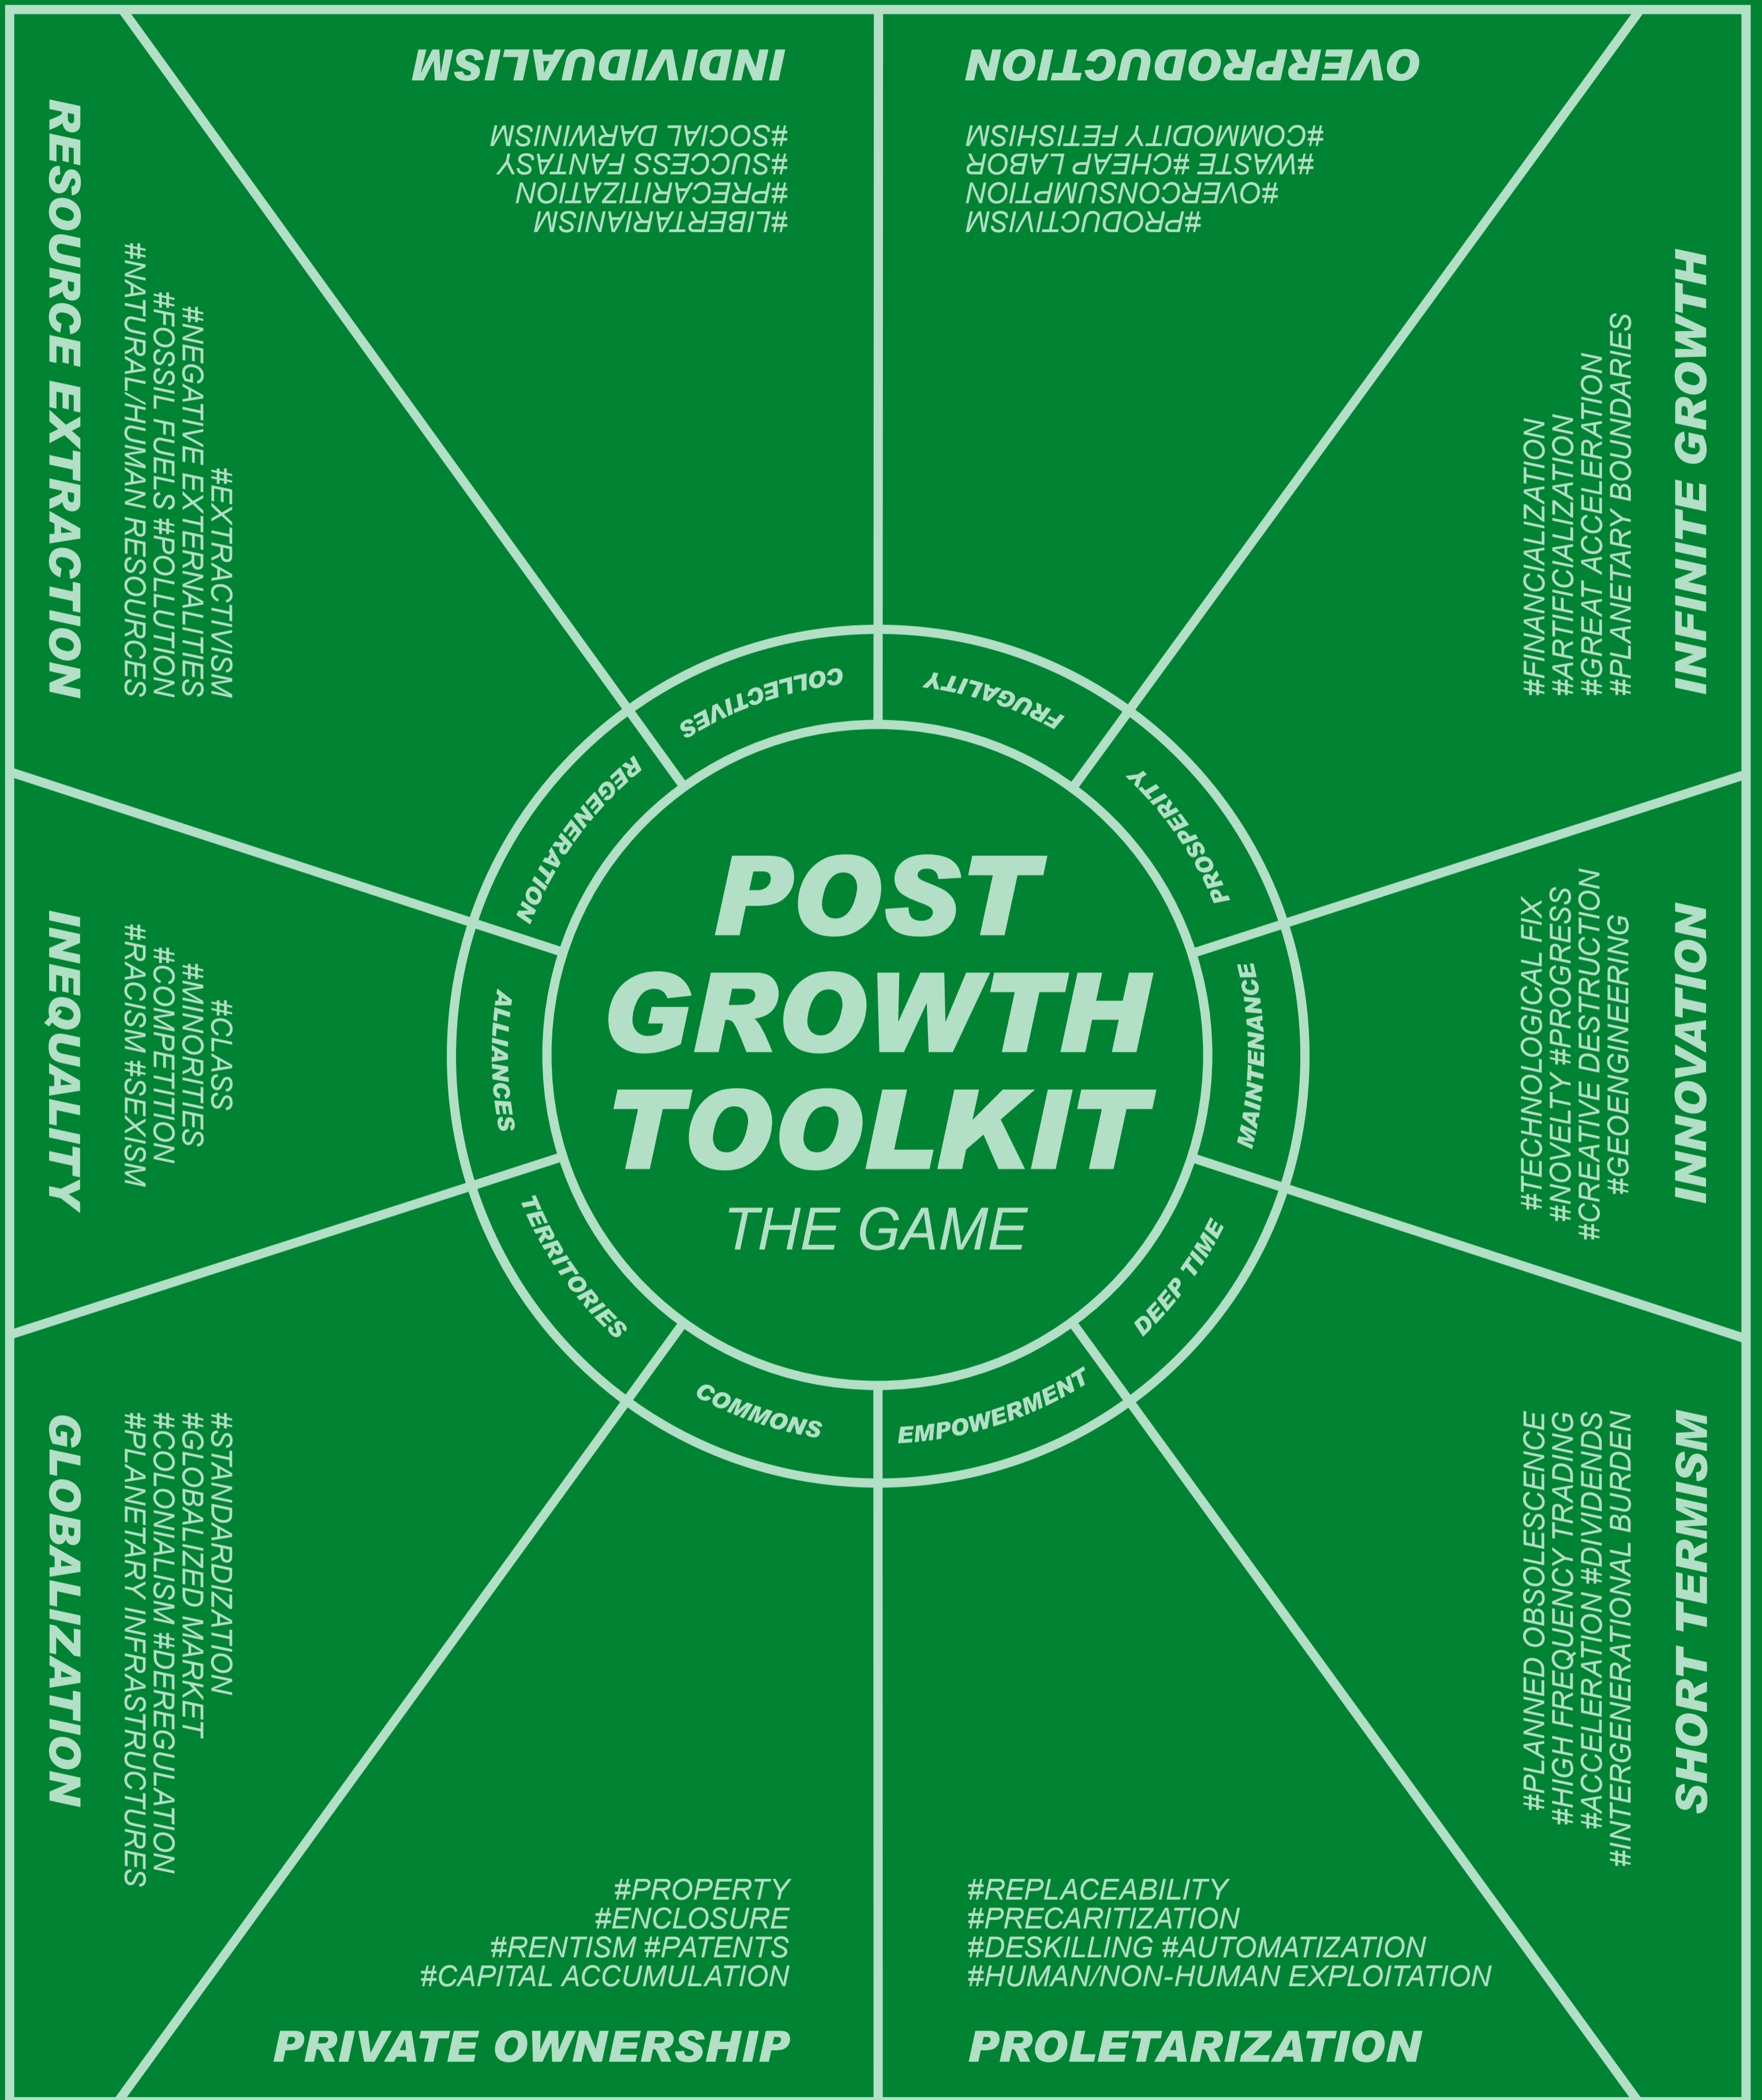 POST
GROWTH
TOOLKIT
THE GAME
INDIVIDUALISM
#SOCIAL DARWINISM
#SUCCESS FANTASY
#PRECARITIZATION
#LIBERTARIANISM
COLLECTIVES
OVERPRODUCTION
#COMMODITY FETISHISM
#WASTE #CHEAP LABOR
#OVERCONSUMPTION
#PRODUCTIVISM
FRUGALITY
#FINANCIALIZATION
#ARTIFICIALIZATION
#GREAT ACCELERATION
#PLANETARY BOUNDARIES
INFINITE GROWTH
PROSPERITY
#TECHNOLOGICAL FIX
#NOVELTY #PROGRESS
#CREATIVE DESTRUCTION
#GEOENGINEERING
INNOVATION
MAINTENANCE
#PLANNED OBSOLESCENCE
#HIGH FREQUENCY TRADING
#ACCELERATION #DIVIDENDS
#INTERGENERATIONAL BURDEN
SHORT TERMISM
DEEP TIME
#REPLACEABILITY
#PRECARITIZATION
#DESKILLING #AUTOMATIZATION
#HUMAN/NON-HUMAN EXPLOITATION
PROLETARIZATION
EMPOWERMENT
#PROPERTY
#ENCLOSURE
#RENTISM #PATENTS
#CAPITAL ACCUMULATION
PRIVATE OWNERSHIP
COMMONS
#STANDARDIZATION
#GLOBALIZED MARKET
#COLONIALISM #DEREGULATION
#PLANETARY INFRASTRUCTURES
GLOBALIZATION
TERRITORIES
#CLASS
#MINORITIES
#COMPETITION
#RACISM #SEXISM
INEQUALITY
ALLIANCES
#EXTRACTIVISM
#NEGATIVE EXTERNALITIES
#FOSSIL FUELS #POLLUTION
#NATURAL/HUMAN RESOURCES
RESOURCE EXTRACTION
REGENERATION